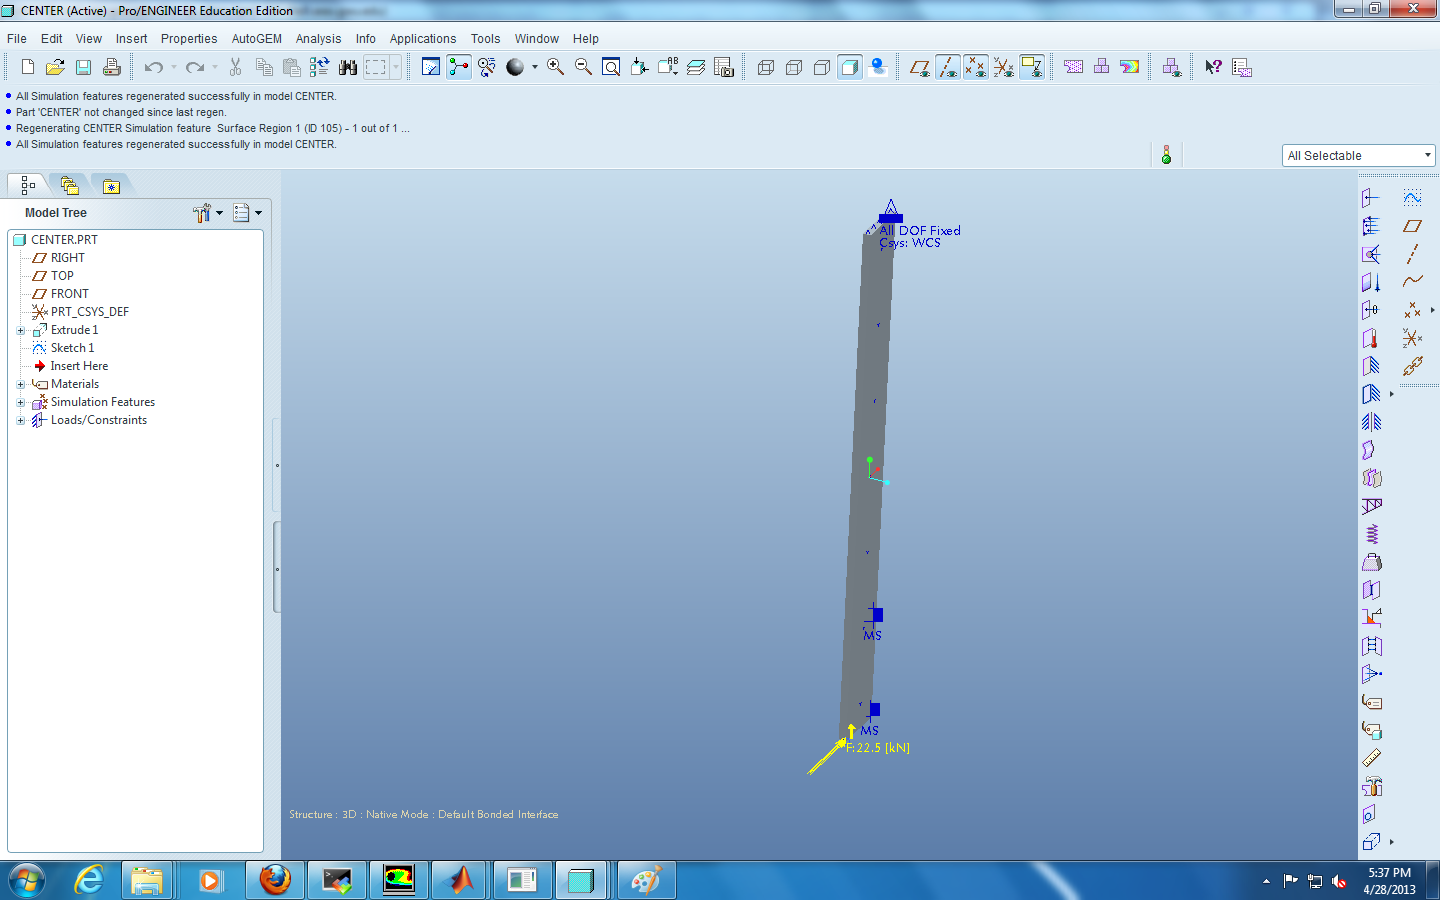 CENTER (Active) - Pro/ENGINEER Education Edition
File Edit View Insert Properties AutoGEM Analysis Info Applications Tools Window Help
All Simulation features regenerated successfully in model CENTER.
Part 'CENTER' not changed since last regen.
Regenerating CENTER Simulation feature Surface Region 1 (ID 105) - 1 out of 1 ...
All Simulation features regenerated successfully in model CENTER.
All Selectable
Model Tree
CENTER.PRT
RIGHT
TOP
FRONT
PRT_CSYS_DEF
Extrude 1
Sketch 1
Insert Here
Materials
Simulation Features
Loads/Constraints
All DOF Fixed
Csys: WCS
MS
MS
F:22.5 [kN]
Structure : 3D : Native Mode : Default Bonded Interface
5:37 PM
4/28/2013